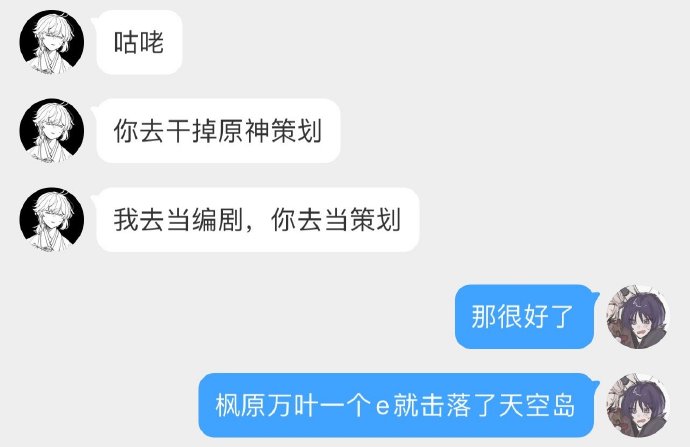 咕咾
你去干掉原神策划
我去当编剧，你去当策划
那很好了
枫原万叶一个e就击落了天空岛